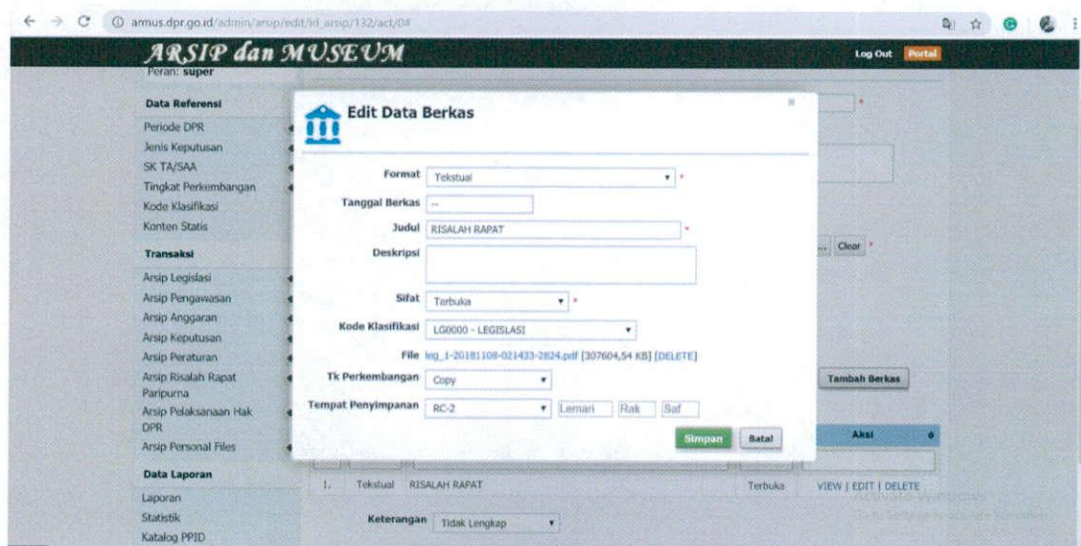 armus.dpr.go.id/admin/arsip/edit/id_arsip/132/act/0#
ARSIP dan MUSEUM
Log Out Portal
Peran: super
Data Referensi
Periode DPR
Jenis Keputusan
SK TA/SAA
Tingkat Perkembangan
Kode Klasifikasi
Konten Statis
Transaksi
Arsip Legislasi
Arsip Pengawasan
Arsip Anggaran
Arsip Keputusan
Arsip Peraturan
Arsip Risalah Rapat
Paripurna
Arsip Pelaksanaan Hak
DPR
Arsip Personal Files
Data Laporan
Laporan
Statistik
Katalog PPID
Edit Data Berkas
Format Tekstual *
Tanggal Berkas --
Judul RISALAH RAPAT *
Deskripsi
Sifat Terbuka *
Kode Klasifikasi LG0000 - LEGISLASI
File leg_1-20181108-021433-2824.pdf [307604,54 KB] [DELETE]
Tk Perkembangan Copy
Tempat Penyimpanan RC-2 Lemari Rak Saf
Simpan Batal
*
... Clear *
Tambah Berkas
Aksi
1. Tekstual RISALAH RAPAT Terbuka VIEW | EDIT | DELETE
Keterangan Tidak Lengkap
Activate Windows